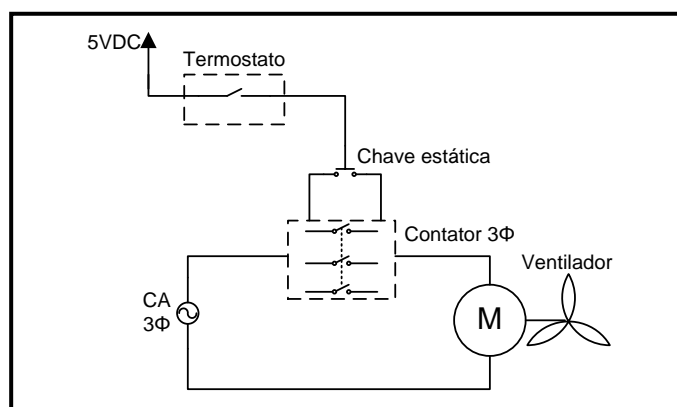 5VDC
Termostato
Chave estática
Contator 3Φ
Ventilador
CA
3Φ
M